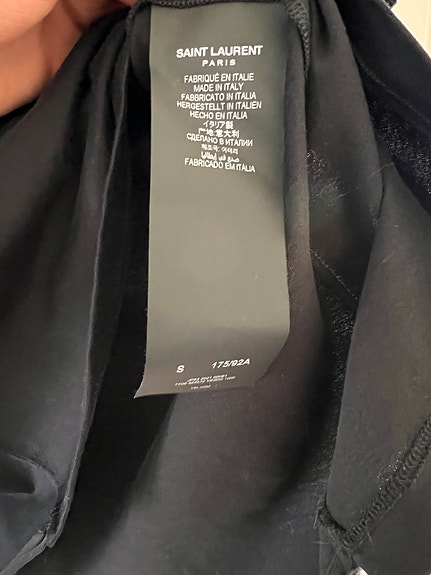 SAINT LAURENT
PARIS
FABRIQUÉ EN ITALIE
MADE IN ITALY
FABBRICATO IN ITALIA
HERGESTELLT IN ITALIEN
HECHO EN ITALIA
イタリア製
产地:意大利
СДЕЛАНО В ИТАЛИИ
제조국: 이태리
صنع في إيطاليا
FABRICADO EM ITÁLIA
S 175/92A